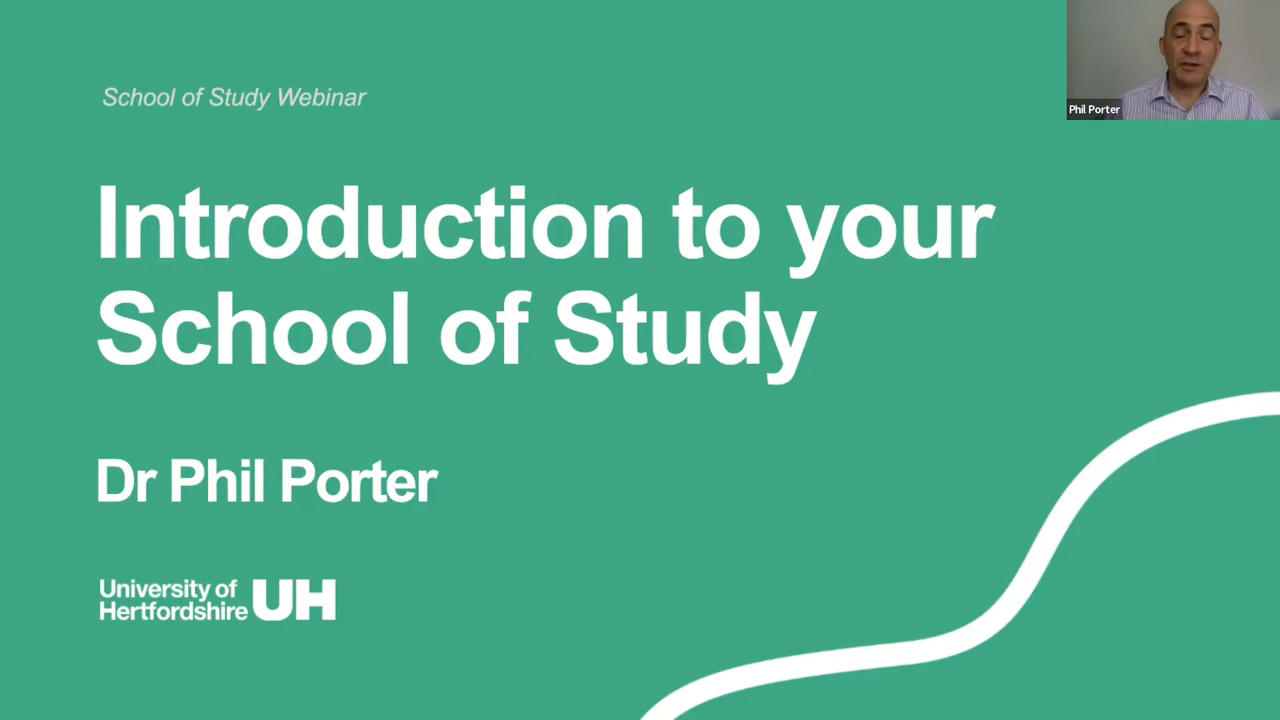 School of Study Webinar
Phil Porter
Introduction to your
School of Study
Dr Phil Porter
University of
Hertfordshire UH